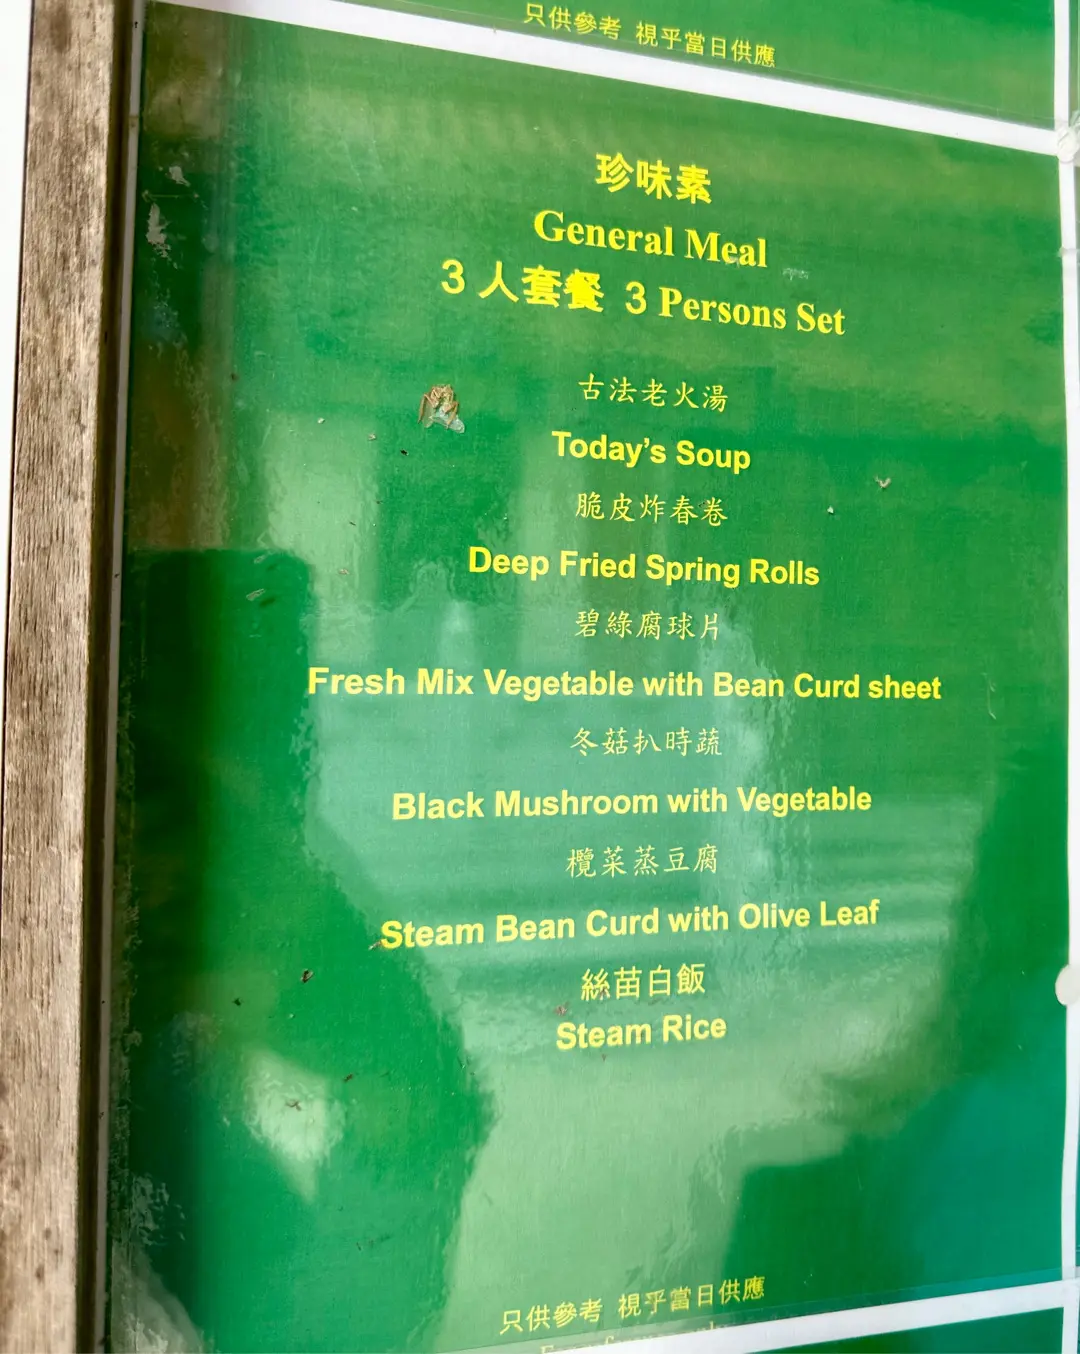 只供參考 視乎當日供應
珍味素
General Meal
3 人套餐 3 Persons Set
古法老火湯
Today’s Soup
脆皮炸春卷
Deep Fried Spring Rolls
碧綠腐球片
Fresh Mix Vegetable with Bean Curd sheet
冬菇扒時蔬
Black Mushroom with Vegetable
欖菜蒸豆腐
Steam Bean Curd with Olive Leaf
絲苗白飯
Steam Rice
只供參考 視乎當日供應